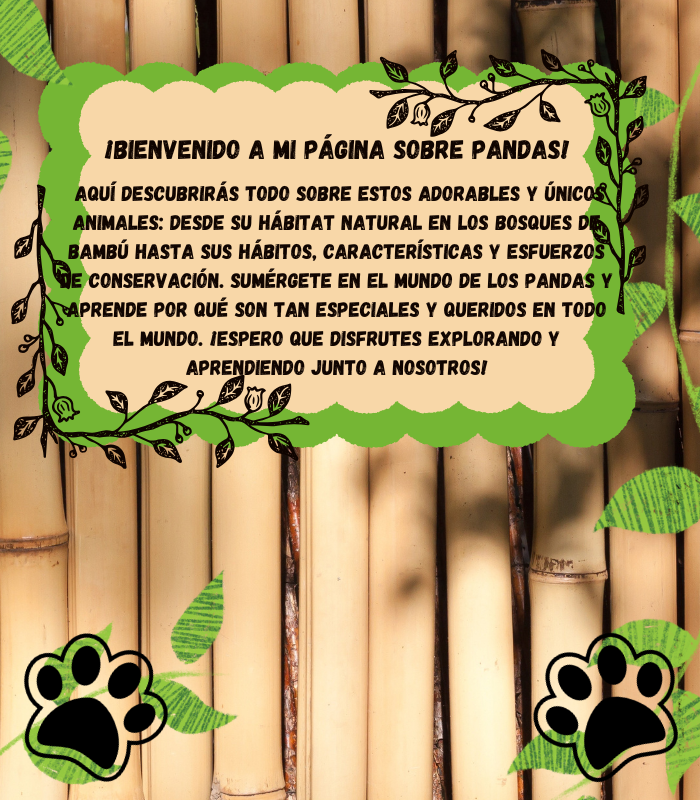 ¡BIENVENIDO A MI PÁGINA SOBRE PANDAS!
AQUÍ DESCUBRIRÁS TODO SOBRE ESTOS ADORABLES Y ÚNICOS
ANIMALES: DESDE SU HÁBITAT NATURAL EN LOS BOSQUES DE
BAMBÚ HASTA SUS HÁBITOS, CARACTERÍSTICAS Y ESFUERZOS
DE CONSERVACIÓN. SUMÉRGETE EN EL MUNDO DE LOS PANDAS Y
APRENDE POR QUÉ SON TAN ESPECIALES Y QUERIDOS EN TODO
EL MUNDO. ¡ESPERO QUE DISFRUTES EXPLORANDO Y
APRENDIENDO JUNTO A NOSOTROS!